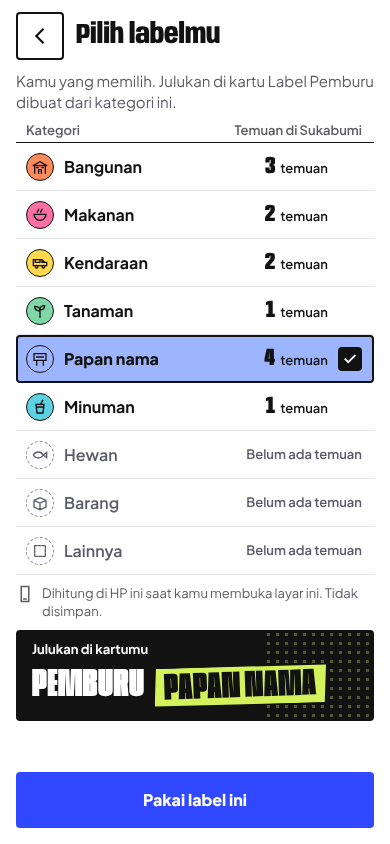 Pilih labelmu
Kamu yang memilih. Julukan di kartu Label Pemburu
dibuat dari kategori ini.
Kategori Temuan di Sukabumi
Bangunan 3 temuan
Makanan 2 temuan
Kendaraan 2 temuan
Tanaman 1 temuan
Papan nama 4 temuan
Minuman 1 temuan
Hewan Belum ada temuan
Barang Belum ada temuan
Lainnya Belum ada temuan
Dihitung di HP ini saat kamu membuka layar ini. Tidak
disimpan.
Julukan di kartumu
PEMBURU PAPAN NAMA
Pakai label ini